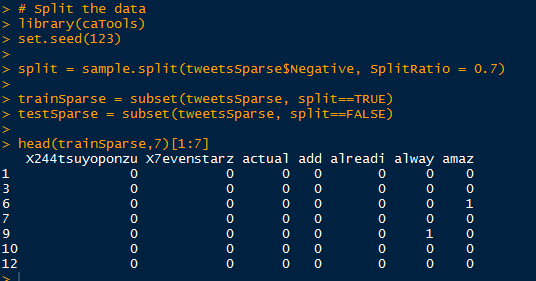 > # Split the data
> library(caTools)
> set.seed(123)
>
> split = sample.split(tweetsSparse$Negative, SplitRatio = 0.7)
>
> trainSparse = subset(tweetsSparse, split==TRUE)
> testSparse = subset(tweetsSparse, split==FALSE)
>
> head(trainSparse,7)[1:7]
   X244tsuyoponzu X7evenstarz actual add alreadi alway amaz
1               0           0      0   0       0     0    0
3               0           0      0   0       0     0    0
6               0           0      0   0       0     0    1
7               0           0      0   0       0     0    0
9               0           0      0   0       0     1    0
10              0           0      0   0       0     0    0
12              0           0      0   0       0     0    0
>